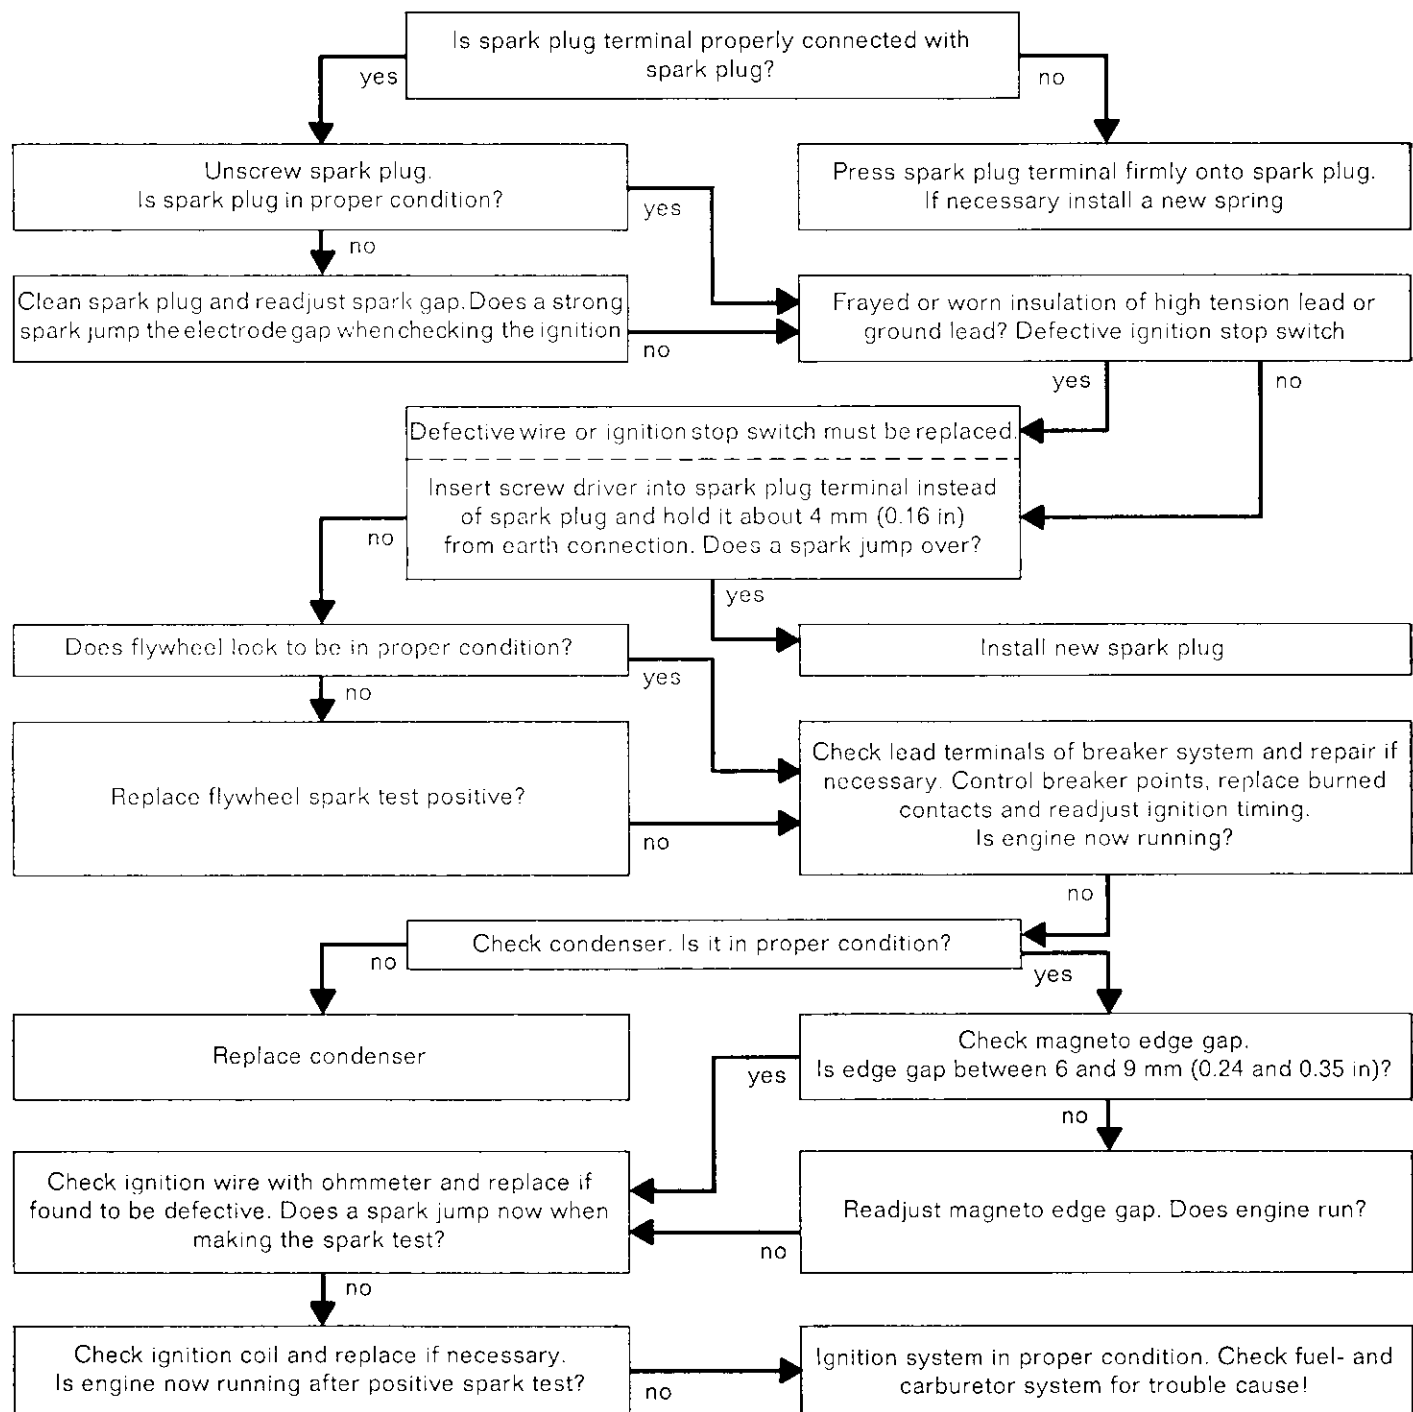 Is spark plug terminal properly connected with
spark plug?
yes
no
Unscrew spark plug.
Is spark plug in proper condition?
yes
no
Press spark plug terminal firmly onto spark plug.
If necessary install a new spring
Clean spark plug and readjust spark gap. Does a strong
spark jump the electrode gap when checking the ignition
no
Frayed or worn insulation of high tension lead or
ground lead? Defective ignition stop switch
yes
no
Defective wire or ignition stop switch must be replaced.
Insert screw driver into spark plug terminal instead
of spark plug and hold it about 4 mm (0.16 in)
from earth connection. Does a spark jump over?
no
yes
Does flywheel look to be in proper condition?
yes
no
Install new spark plug
Replace flywheel spark test positive?
no
Check lead terminals of breaker system and repair if
necessary. Control breaker points, replace burned
contacts and readjust ignition timing.
Is engine now running?
no
Check condenser. Is it in proper condition?
no
yes
Replace condenser
Check magneto edge gap.
Is edge gap between 6 and 9 mm (0.24 and 0.35 in)?
yes
no
Check ignition wire with ohmmeter and replace if
found to be defective. Does a spark jump now when
making the spark test?
no
Readjust magneto edge gap. Does engine run?
no
Check ignition coil and replace if necessary.
Is engine now running after positive spark test?
no
Ignition system in proper condition. Check fuel- and
carburetor system for trouble cause!